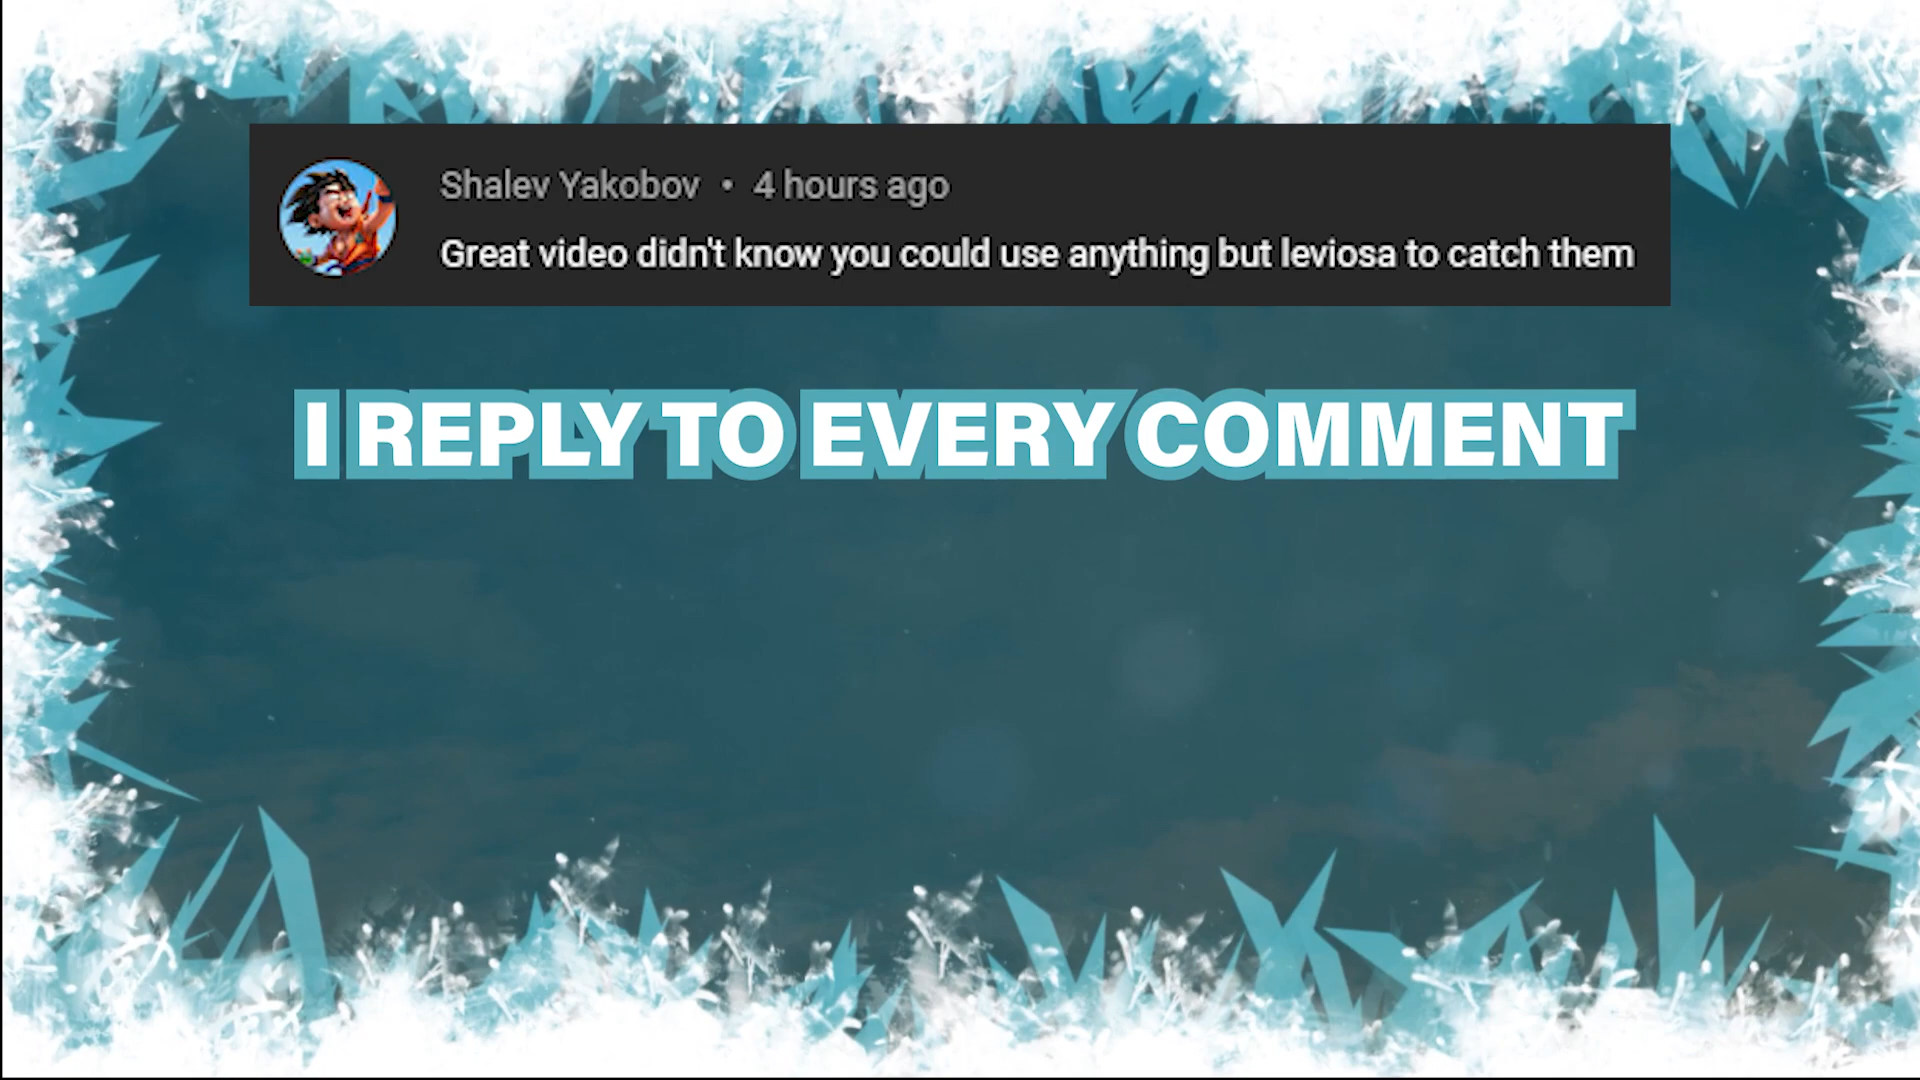 Shalev Yakobov • 4 hours ago
Great video didn't know you could use anything but leviosa to catch them
I REPLY TO EVERY COMMENT